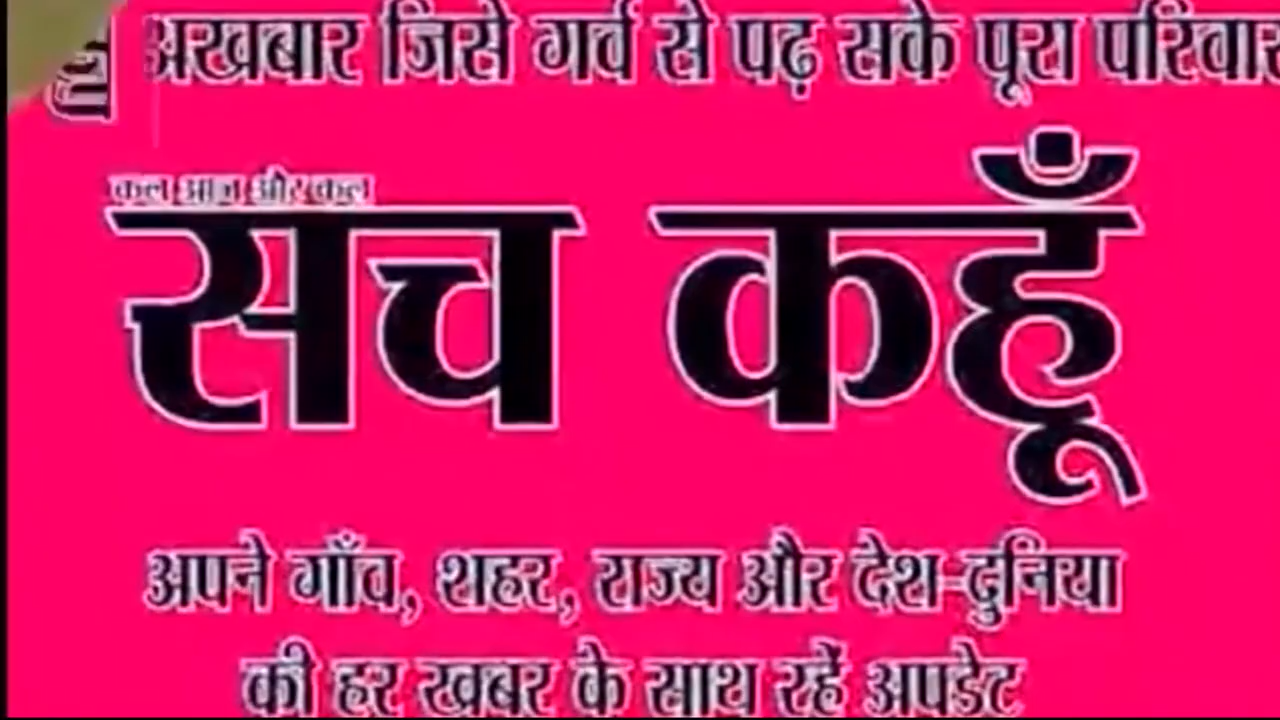 अखबार जिसे गर्व से पढ़ सके पूरा परिवार
कल आज और कल
सच कहूँ
अपने गाँव, शहर, राज्य और देश-दुनिया
की हर खबर के साथ रहें अपडेट